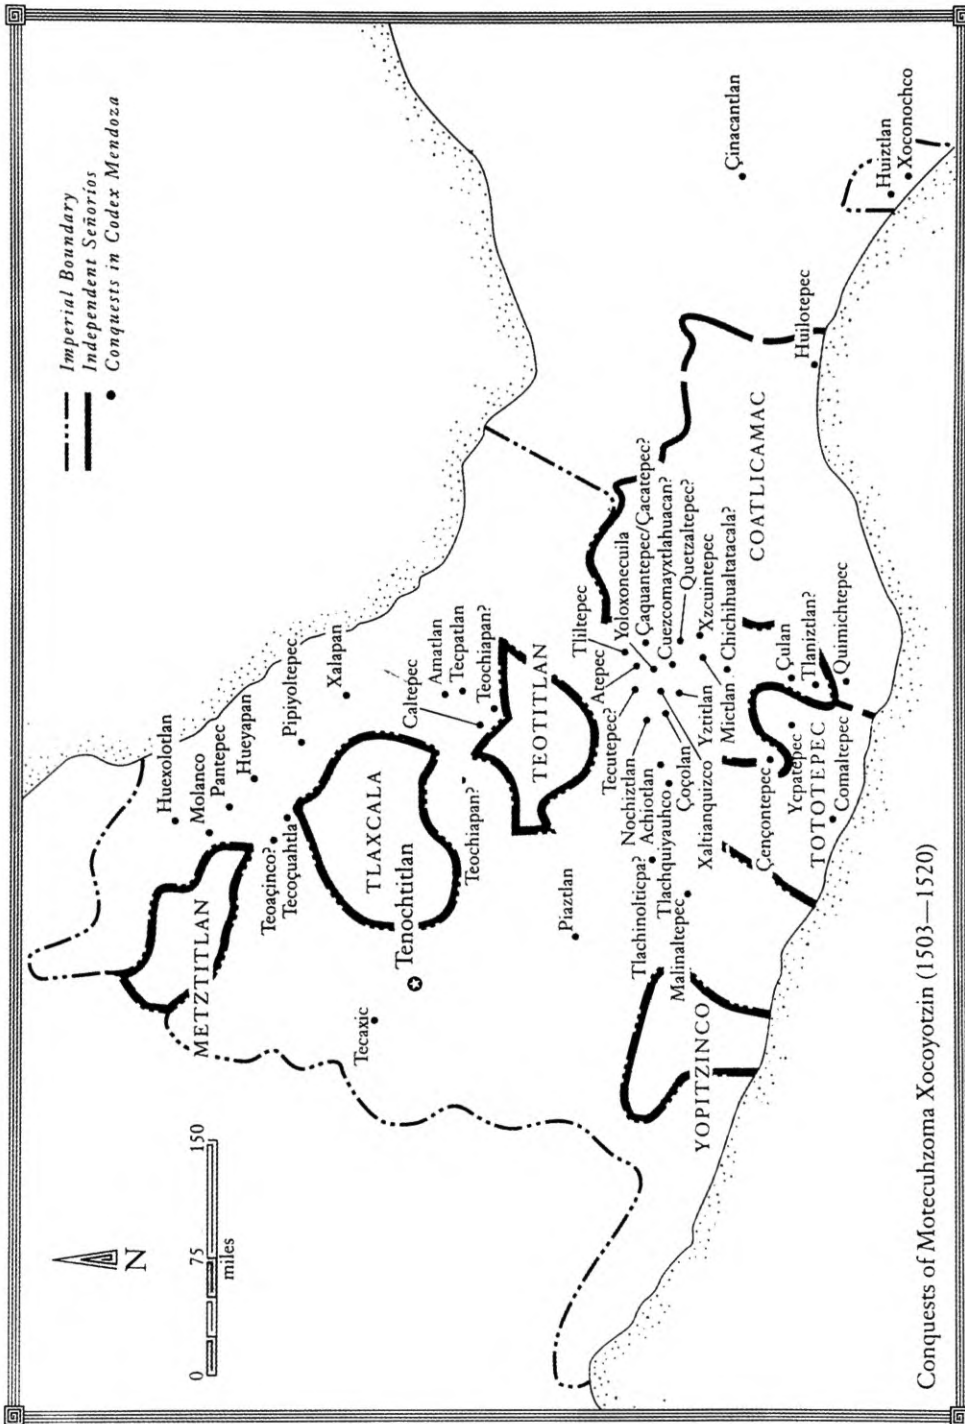 Imperial Boundary
Independent Señoríos
Conquests in Codex Mendoza
N
0
75
150
miles
Huexolotlan
Molanco
Pantepec
Hueyapan
METZTITLAN
Teoaçinco?
Tecoçuahtla
Pipiyoltepec
Xalapan
TLAXCALA
Tenochtitlan
Tecaxic
Caltepec
Amatlan
Tecpatlan
Teochiapan?
Teochiapan?
TEOTITLAN
Piaztlan
Tliltepec
Yoloxonecuila
Çaquantepec/Çacatepec?
Cuezcomayxtlahuacan?
Quetzaltepec?
Xzcuintepec
Chichihualtatacala?
Atepec
Tecutepec?
Nochiztlan
Achiotlan
Tlachinolticpa?
Tlachquiyauhco
Malinaltepec
Çoçolan
Xaltianquizco
Yztitlan
Mictlan
YOPITZINCO
Çençontepec
Ycpatepec
TOTOTEPEC
Comaltepec
Çulan
Tlaniztlan?
Quimichtepec
COATLICAMAC
Huilotepec
Çinacantlan
Huiztlan
Xoconochco
Conquests of Motecuhzoma Xocoyotzin (1503—1520)